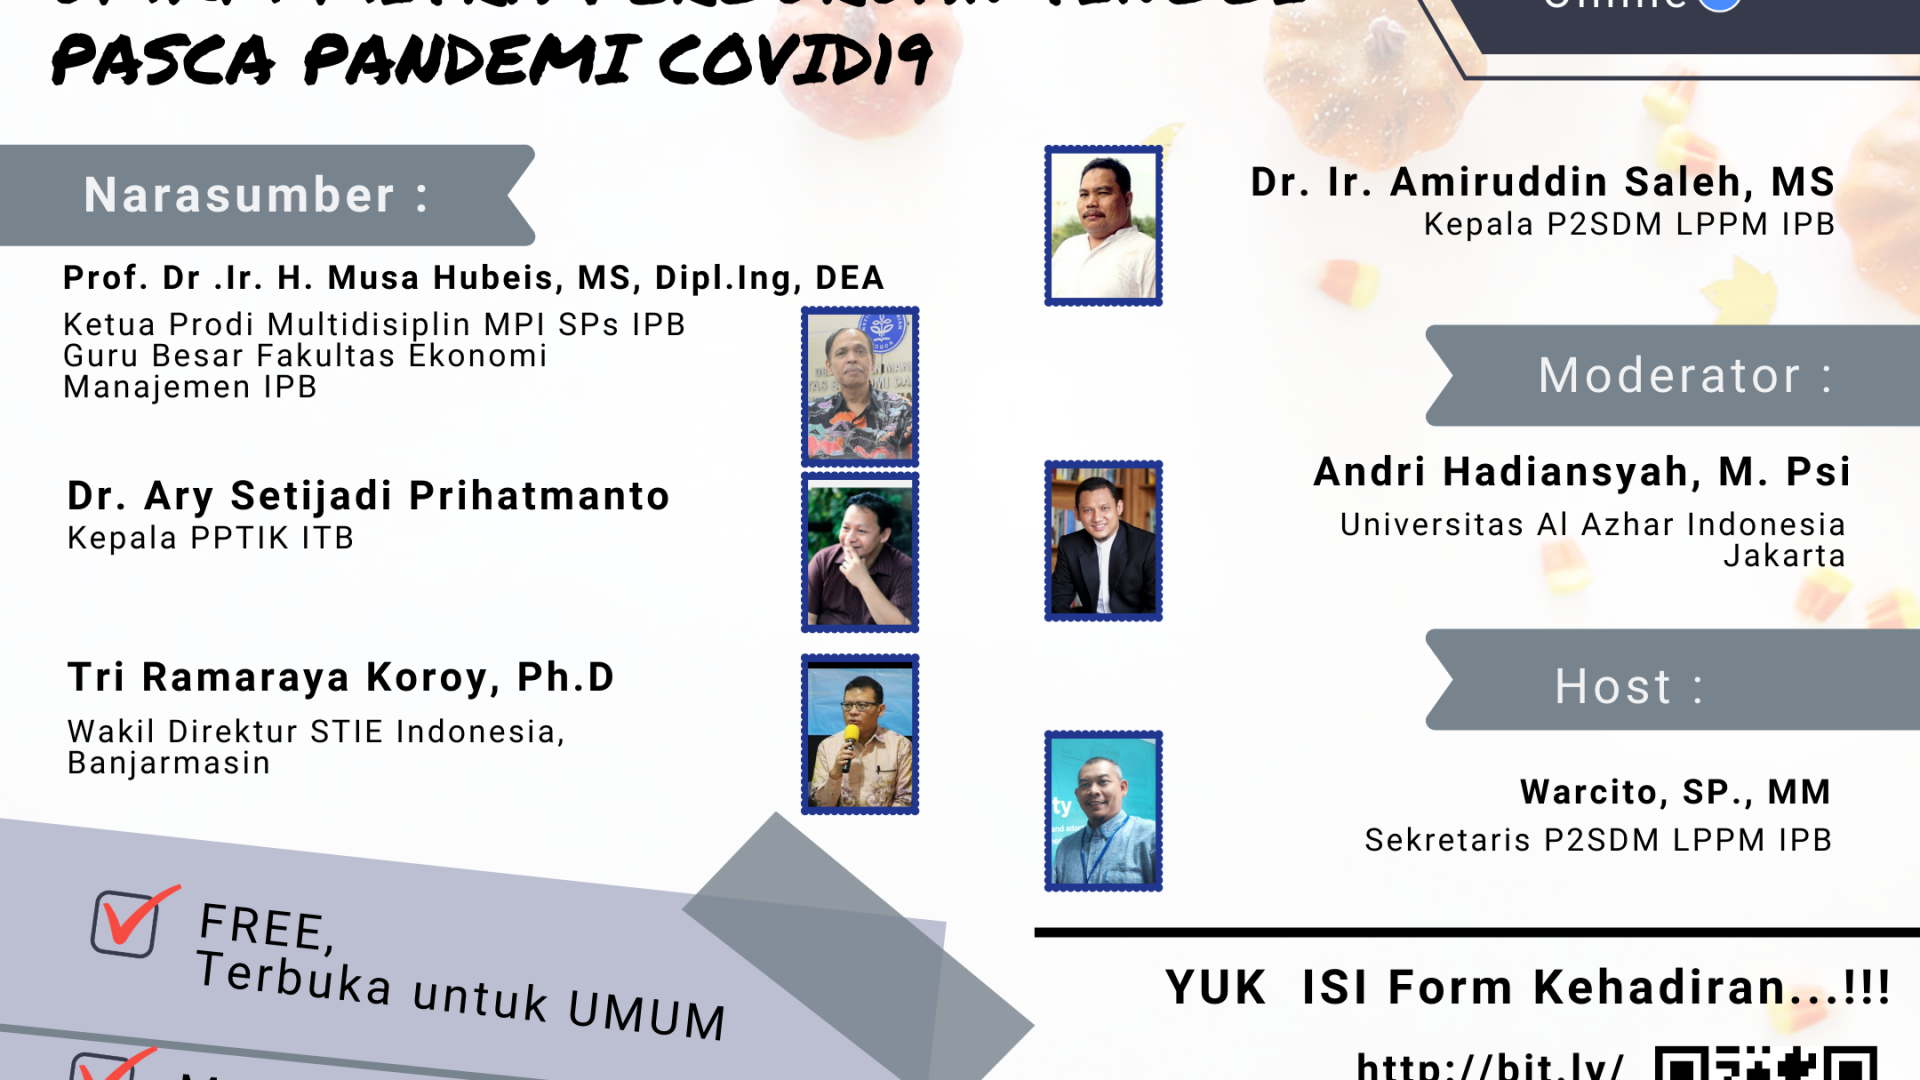 PASCA PANDEMI COVID19
Narasumber :
Prof. Dr .Ir. H. Musa Hubeis, MS, Dipl.Ing, DEA
Ketua Prodi Multidisiplin MPI SPs IPB
Guru Besar Fakultas Ekonomi
Manajemen IPB
Dr. Ary Setijadi Prihatmanto
Kepala PPTIK ITB
Tri Ramaraya Koroy, Ph.D
Wakil Direktur STIE Indonesia,
Banjarmasin
FREE,
Terbuka untuk UMUM
Online
Dr. Ir. Amiruddin Saleh, MS
Kepala P2SDM LPPM IPB
Moderator :
Andri Hadiansyah, M. Psi
Universitas Al Azhar Indonesia
Jakarta
Host :
Warcito, SP., MM
Sekretaris P2SDM LPPM IPB
YUK ISI Form Kehadiran...!!!
http://bit.ly/